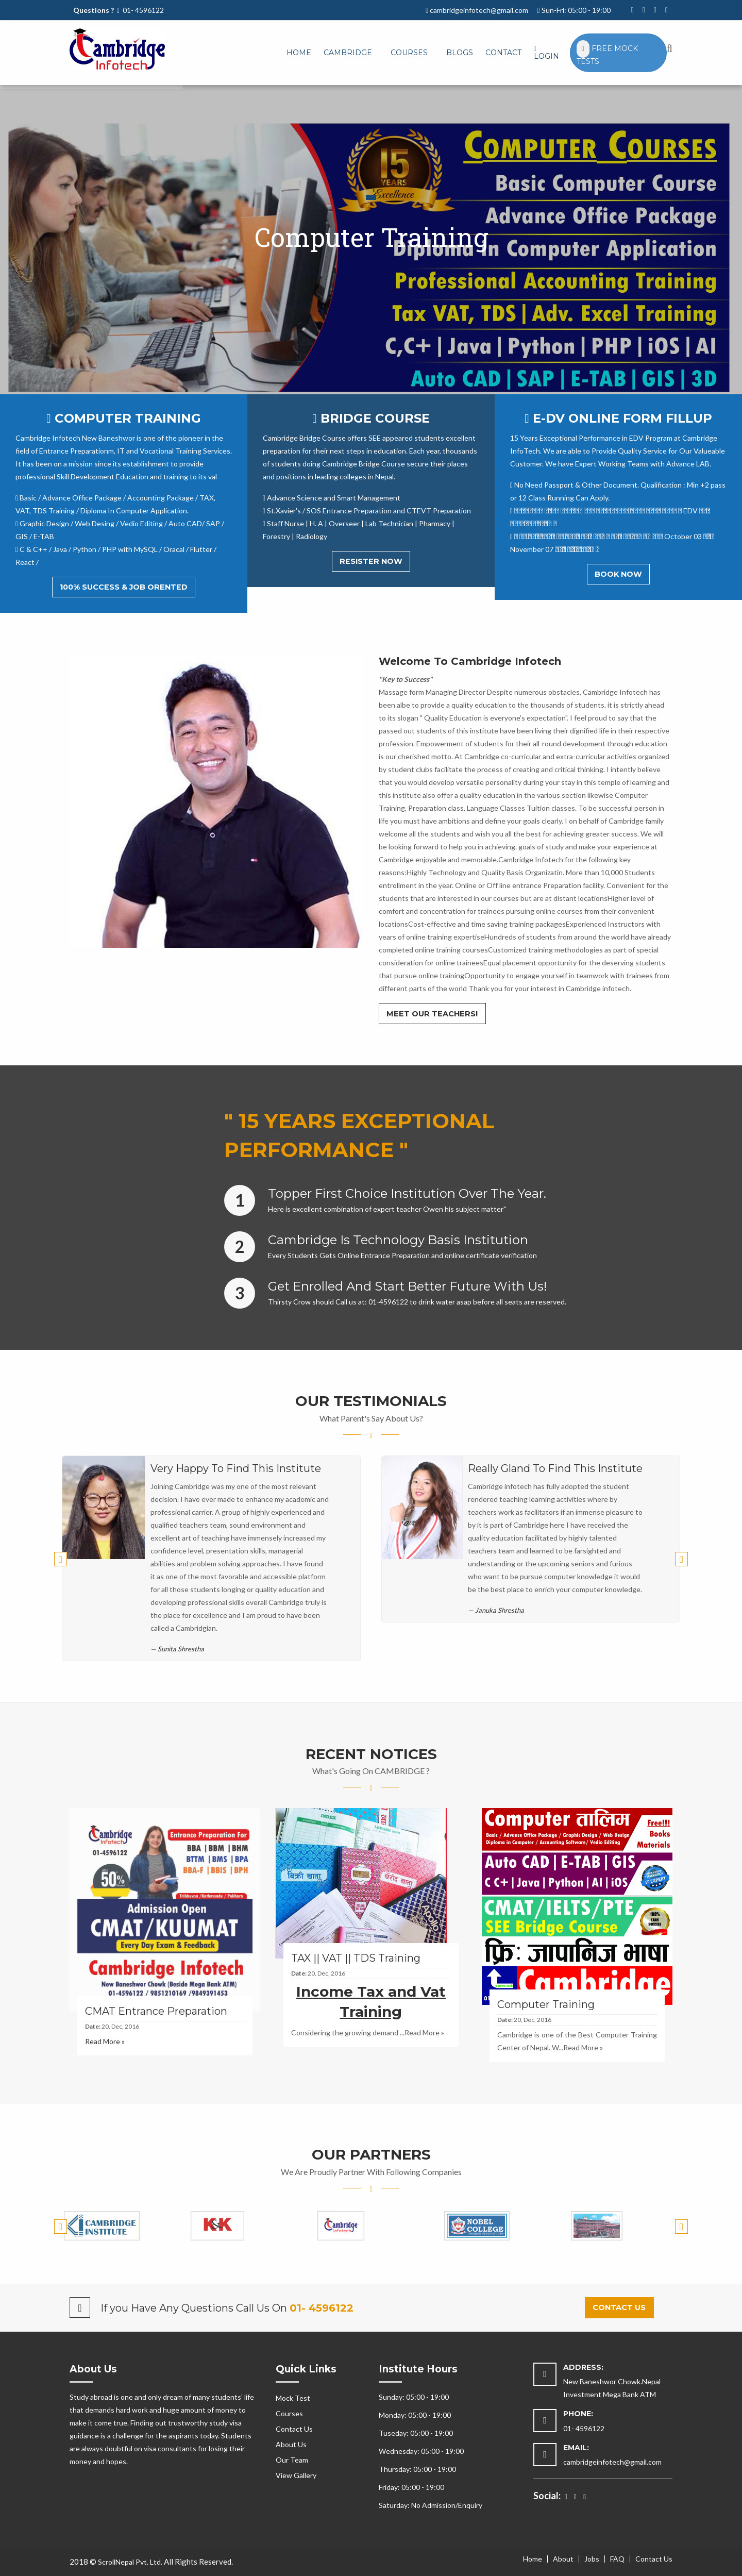 Questions ? 01- 4596122
cambridgeinfotech@gmail.com Sun-Fri: 05:00 - 19:00
Cambridge
Infotech
HOME CAMBRIDGE COURSES BLOGS CONTACT LOGIN FREE MOCK TESTS
15
YEARS
EXCELLENCE
COMPUTER COURSES
Basic Computer Course
Advance Office Package
Diploma in Computer
Professional Accounting
Tax VAT, TDS| Adv. Excel
C,C++| Java| Python| AI
Auto CAD| SAP| E-TAB| GIS| 3D
Computer Training
COMPUTER TRAINING
Cambridge Infotech New Baneshwor is one of the pioneer in the
field of Entrance Preparationm, IT and Vocational Training Services.
It has been on a mission since its establishment to provide
professional Skill Development Education and training to its val
Basic / Advance Office Package / Accounting Package / TAX,
VAT, TDS Training / Diploma In Computer Application.
Graphic Design / Web Desing / Vedio Editing / Auto CAD/ SAP /
GIS / E-TAB
C & C++ / Java / Python / PHP with MySQL / Oracal / Flutter /
React /
100% SUCCESS & JOB ORENTED
BRIDGE COURSE
Cambridge Bridge Course offers SEE appeared students excellent
preparation for their next steps in education. Each year, thousands
of students doing Cambridge Bridge Course secure their places
and positions in leading colleges in Nepal.
Advance Science and Smart Management
St.Xavier's / SOS Entrance Preparation and CTEVT Preparation
Staff Nurse | H. A | Overseer | Lab Technician | Pharmacy |
Forestry | Radiology
RESISTER NOW
E-DV ONLINE FORM FILLUP
15 Years Exceptional Performance in EDV Program at Cambridge
InfoTech. We are able to Provide Quality Service for Our Valueable
Customer. We have Expert Working Teams with Advance LAB.
No Need Passport & Other Document. Qualification : Min +2 pass
or 12 Class Running Can Apply.
EDV
October 03
November 07
BOOK NOW
Welcome To Cambridge Infotech
"Key to Success"
Massage form Managing Director Despite numerous obstacles, Cambridge Infotech has
been albe to provide a quality education to the thousands of students. it is strictly ahead
to its slogan " Quality Education is everyone's expectation". I feel proud to say that the
passed out students of this institute have been living their dignified life in their respective
profession. Empowerment of students for their all-round development through education
is our cherished motto. At Cambridge co-curricular and extra-curricular activities organized
by student clubs facilitate the process of creating and critical thinking. I intently believe
that you would develop versatile personality during your stay in this temple of learning and
this institute also offer a quality education in the various section likewise Computer
Training, Preparation class, Language Classes Tuition classes. To be successful person in
life you must have ambitions and define your goals clearly. I on behalf of Cambridge family
welcome all the students and wish you all the best for achieving greater success. We will
be looking forward to help you in achieving. goals of study and make your experience at
Cambridge enjoyable and memorable.Cambridge Infotech for the following key
reasons:Highly Technology and Quality Basis Organizatin. More than 10,000 Students
entrollment in the year. Online or Off line entrance Preparation facility. Convenient for the
students that are interested in our courses but are at distant locationsHigher level of
comfort and concentration for trainees pursuing online courses from their convenient
locationsCost-effective and time saving training packagesExperienced Instructors with
years of online training expertiseHundreds of students from around the world have already
completed online training coursesCustomized training methodologies as part of special
consideration for online traineesEqual placement opportunity for the deserving students
that pursue online trainingOpportunity to engage yourself in teamwork with trainees from
different parts of the world Thank you for your interest in Cambridge infotech.
MEET OUR TEACHERS!
" 15 YEARS EXCEPTIONAL
PERFORMANCE "
1
Topper First Choice Institution Over The Year.
Here is excellent combination of expert teacher Owen his subject matter"
2
Cambridge Is Technology Basis Institution
Every Students Gets Online Entrance Preparation and online certificate verification
3
Get Enrolled And Start Better Future With Us!
Thirsty Crow should Call us at: 01-4596122 to drink water asap before all seats are reserved.
OUR TESTIMONIALS
What Parent's Say About Us?
Very Happy To Find This Institute
Joining Cambridge was my one of the most relevant
decision. I have ever made to enhance my academic and
professional carrier. A group of highly experienced and
qualified teachers team, sound environment and
excellent art of teaching have immensely increased my
confidence level, presentation skills, managerial
abilities and problem solving approaches. I have found
it as one of the most favorable and accessible platform
for all those students longing or quality education and
developing professional skills overall Cambridge truly is
the place for excellence and I am proud to have been
called a Cambridgian.
— Sunita Shrestha
Really Gland To Find This Institute
Cambridge infotech has fully adopted the student
rendered teaching learning activities where by
teachers work as facilitators if an immense pleasure to
by it is part of Cambridge here I have received the
quality education facilitated by highly talented
teachers team and learned to be farsighted and
understanding or the upcoming seniors and furious
who want to be pursue computer knowledge it would
be the best place to enrich your computer knowledge.
— Januka Shrestha
RECENT NOTICES
What's Going On CAMBRIDGE ?
Cambridge
Infotech
01-4596122
Entrance Preparation For
BBA |BBM |BHM
BTTM |BMS |BPA
BBA-F |BBIS |BPH
50%
Admission Open
CMAT/KUUMAT
Every Day Exam & Feedback
Cambridge Infotech
New Baneshwor Chowk (Beside Mega Bank ATM)
CMAT Entrance Preparation
Date: 20, Dec, 2016
Read More »
TAX || VAT || TDS Training
Date: 20, Dec, 2016
Income Tax and Vat
Training
Considering the growing demand ...Read More »
Computer तालिम
Free!!!
Books
Materials
Basic / Advance Office Package / Graphic Design / Web Design
Diploma in Computer / Accounting Software/ Vedio Editing
Auto CAD | E-TAB | GIS
C C+| Java| Python | AI | iOS
CMAT/IELTS/PTE
SEE Bridge Course
फ्रि: जापानिज भाषा
Cambridge
Computer Training
Date: 20, Dec, 2016
Cambridge is one of the Best Computer Training
Center of Nepal. W...Read More »
OUR PARTNERS
We Are Proudly Partner With Following Companies
CAMBRIDGE
INSTITUTE
KK
Cambridge
Infotech
NOBEL
COLLEGE
If you Have Any Questions Call Us On 01- 4596122
CONTACT US
About Us
Study abroad is one and only dream of many students' life
that demands hard work and huge amount of money to
make it come true. Finding out trustworthy study visa
guidance is a challenge for the aspirants today. Students
are always doubtful on visa consultants for losing their
money and hopes.
Quick Links
Mock Test
Courses
Contact Us
About Us
Our Team
View Gallery
Institute Hours
Sunday: 05:00 - 19:00
Monday: 05:00 - 19:00
Tuseday: 05:00 - 19:00
Wednesday: 05:00 - 19:00
Thursday: 05:00 - 19:00
Friday: 05:00 - 19:00
Saturday: No Admission/Enquiry
ADDRESS:
New Baneshwor Chowk.Nepal
Investment Mega Bank ATM
PHONE:
01- 4596122
EMAIL:
cambridgeinfotech@gmail.com
Social:
2018 © ScrollNepal Pvt. Ltd. All Rights Reserved.
Home | About | Jobs | FAQ | Contact Us